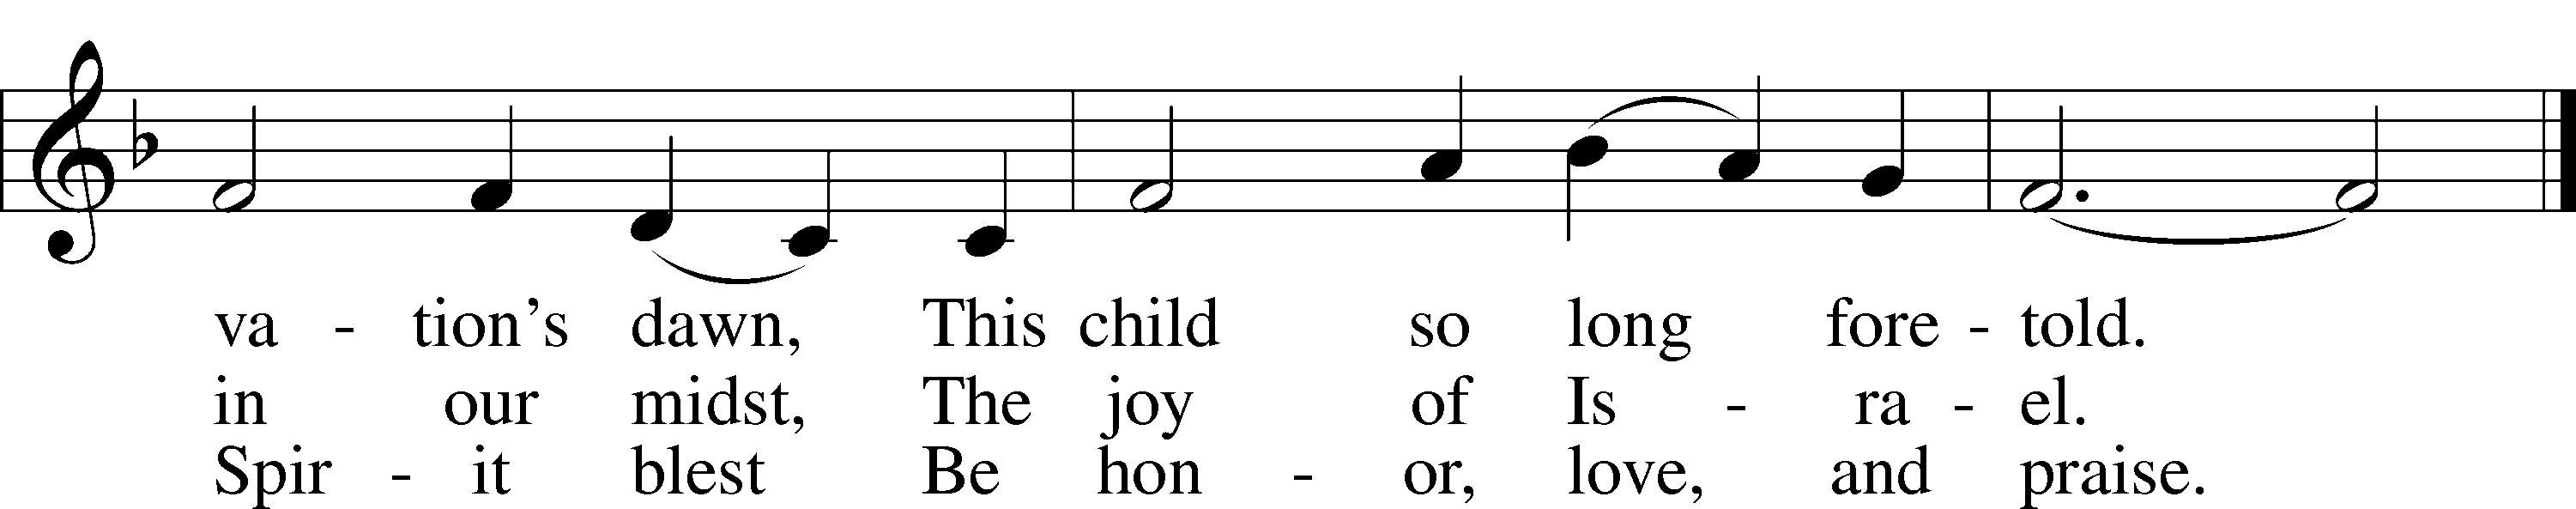 va - tion’s dawn, This child so long fore - told.
in our midst, The joy of Is - ra - el.
Spir - it blest Be hon - or, love, and praise.